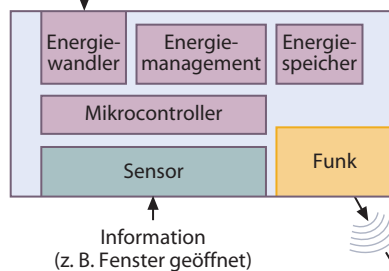 Energie-
wandler
Energie-
management
Energie-
speicher
Mikrocontroller
Sensor
Funk
Information
(z. B. Fenster geöffnet)